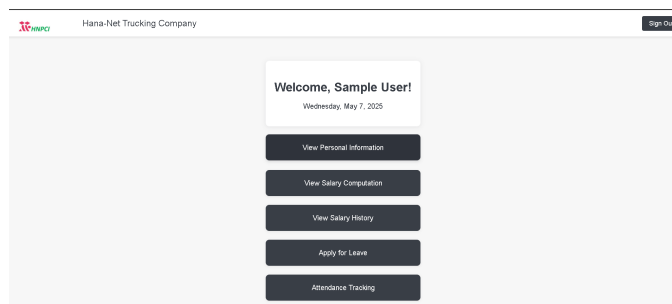 HNPCI
Hana-Net Trucking Company
Sign Ou
Welcome, Sample User!
Wednesday, May 7, 2025
View Personal Information
View Salary Computation
View Salary History
Apply for Leave
Attendance Tracking